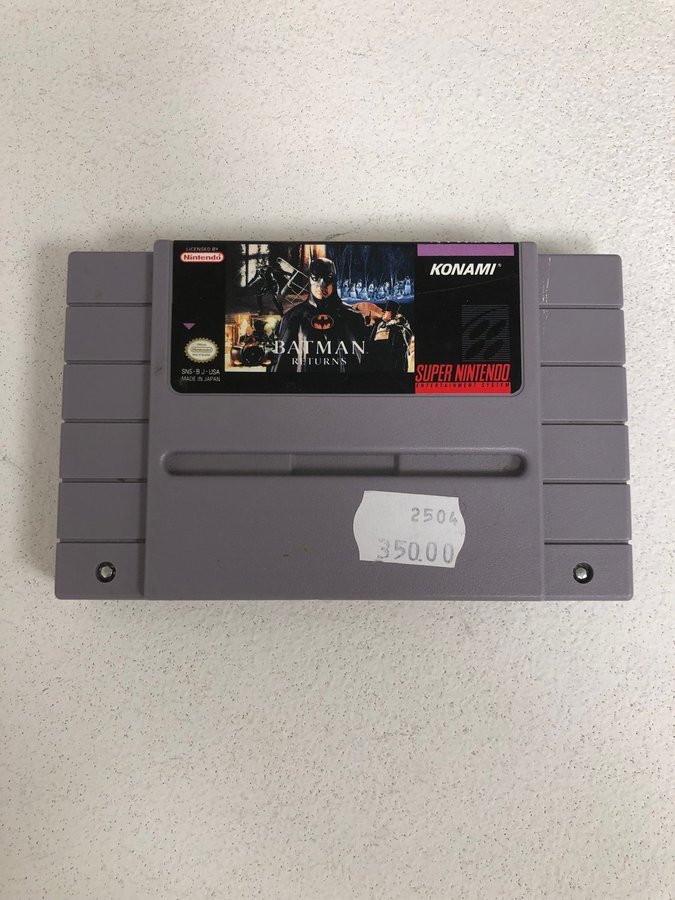 LICENSED BY
Nintendo
KONAMI
BATMAN
RETURNS
SNS-BJ-USA
MADE IN JAPAN
SUPER NINTENDO
ENTERTAINMENT SYSTEM
2504
350.00